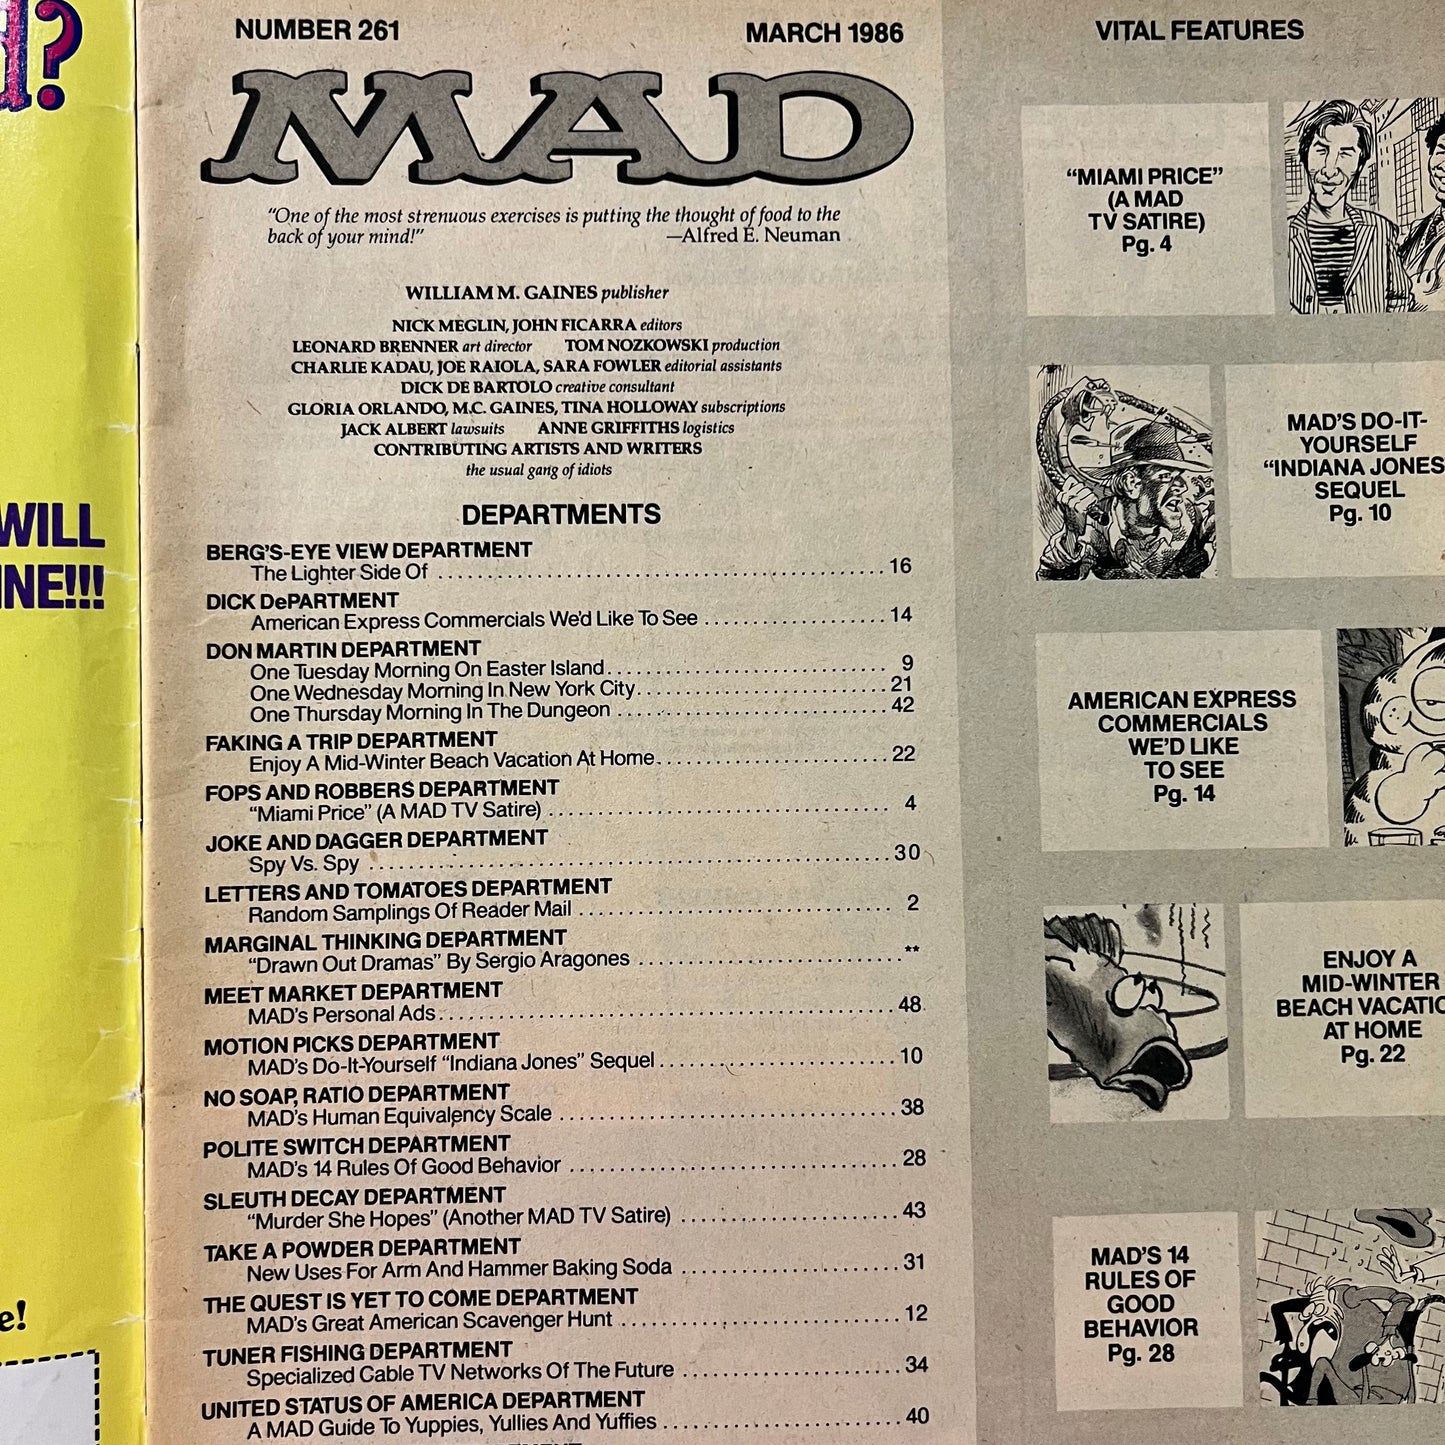 d?
WILL
INE!!!
e!
NUMBER 261
MARCH 1986
MAD
"One of the most strenuous exercises is putting the thought of food to the
back of your mind!"
—Alfred E. Neuman
WILLIAM M. GAINES publisher
NICK MEGLIN, JOHN FICARRA editors
LEONARD BRENNER art director TOM NOZKOWSKI production
CHARLIE KADAU, JOE RAIOLA, SARA FOWLER editorial assistants
DICK DE BARTOLO creative consultant
GLORIA ORLANDO, M.C. GAINES, TINA HOLLOWAY subscriptions
JACK ALBERT lawsuits ANNE GRIFFITHS logistics
CONTRIBUTING ARTISTS AND WRITERS
the usual gang of idiots
DEPARTMENTS
BERG'S-EYE VIEW DEPARTMENT
The Lighter Side Of ........ 16
DICK DePARTMENT
American Express Commercials We'd Like To See ........ 14
DON MARTIN DEPARTMENT
One Tuesday Morning On Easter Island ........ 9
One Wednesday Morning In New York City ........ 21
One Thursday Morning In The Dungeon ........ 42
FAKING A TRIP DEPARTMENT
Enjoy A Mid-Winter Beach Vacation At Home ........ 22
FOPS AND ROBBERS DEPARTMENT
"Miami Price" (A MAD TV Satire) ........ 4
JOKE AND DAGGER DEPARTMENT
Spy Vs. Spy ........ 30
LETTERS AND TOMATOES DEPARTMENT
Random Samplings Of Reader Mail ........ 2
MARGINAL THINKING DEPARTMENT
"Drawn Out Dramas" By Sergio Aragones ........ **
MEET MARKET DEPARTMENT
MAD's Personal Ads ........ 48
MOTION PICKS DEPARTMENT
MAD's Do-It-Yourself "Indiana Jones" Sequel ........ 10
NO SOAP, RATIO DEPARTMENT
MAD's Human Equivalency Scale ........ 38
POLITE SWITCH DEPARTMENT
MAD's 14 Rules Of Good Behavior ........ 28
SLEUTH DECAY DEPARTMENT
"Murder She Hopes" (Another MAD TV Satire) ........ 43
TAKE A POWDER DEPARTMENT
New Uses For Arm And Hammer Baking Soda ........ 31
THE QUEST IS YET TO COME DEPARTMENT
MAD's Great American Scavenger Hunt ........ 12
TUNER FISHING DEPARTMENT
Specialized Cable TV Networks Of The Future ........ 34
UNITED STATUS OF AMERICA DEPARTMENT
A MAD Guide To Yuppies, Yullies And Yuffies ........ 40
VITAL FEATURES
"MIAMI PRICE"
(A MAD
TV SATIRE)
Pg. 4
MAD'S DO-IT-
YOURSELF
"INDIANA JONES
SEQUEL
Pg. 10
AMERICAN EXPRESS
COMMERCIALS
WE'D LIKE
TO SEE
Pg. 14
ENJOY A
MID-WINTER
BEACH VACATIO
AT HOME
Pg. 22
MAD'S 14
RULES OF
GOOD
BEHAVIOR
Pg. 28